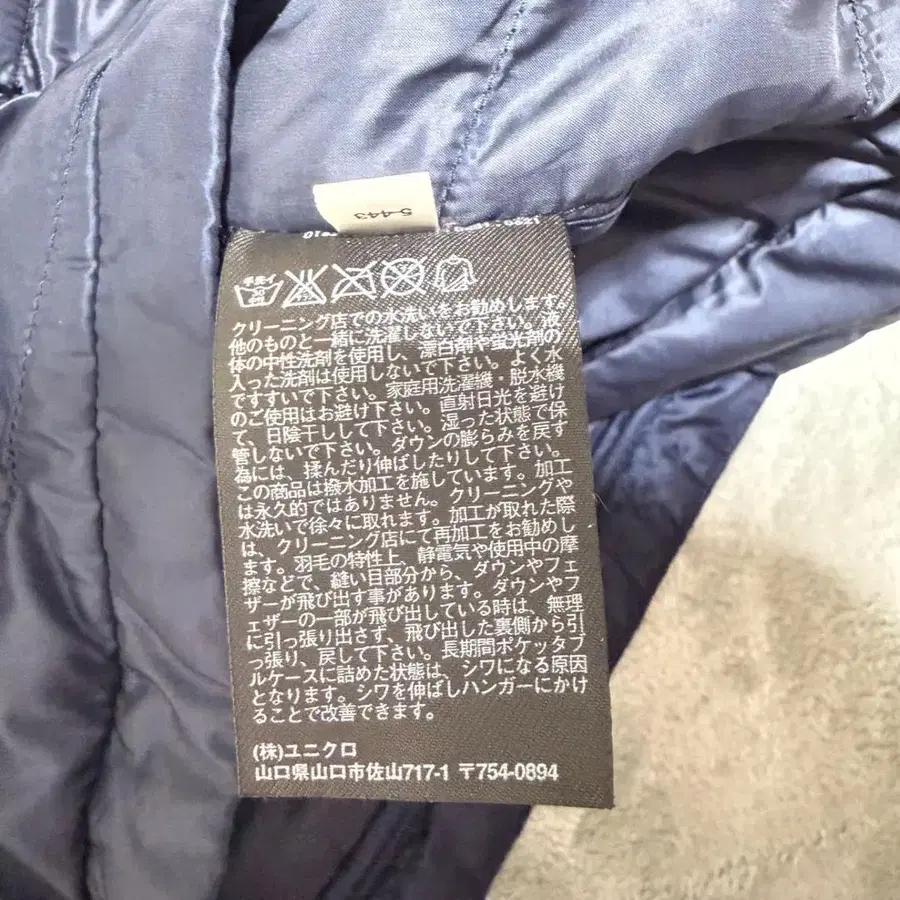 5-443
手洗イ
30
中性
クリーニング店での水洗いをお勧めします。
他のものと一緒に洗濯しないで下さい。液
体の中性洗剤を使用し、漂白剤や蛍光剤の
入った洗剤は使用しないで下さい。よく水
ですすいで下さい。家庭用洗濯機・脱水機
のご使用はお避け下さい。直射日光を避け
て、日陰干しして下さい。湿った状態で保
管しないで下さい。ダウンの膨らみを戻す
為には、揉んだり伸ばしたりして下さい。
この商品は撥水加工を施しています。加工
は永久的ではありません。クリーニングや
水洗いで徐々に取れます。加工が取れた際
は、クリーニング店にて再加工をお勧めし
ます。羽毛の特性上、静電気や使用中の摩
擦などで、縫い目部分から、ダウンやフェ
ザーが飛び出す事があります。ダウンやフ
ェザーの一部が飛び出している時は、無理
に引っ張り出さず、飛び出した裏側から引
っ張り、戻して下さい。長期間ポケッタブ
ルケースに詰めた状態は、シワになる原因
となります。シワを伸ばしハンガーにかけ
ることで改善できます。
(株)ユニクロ
山口県山口市佐山717-1 〒754-0894